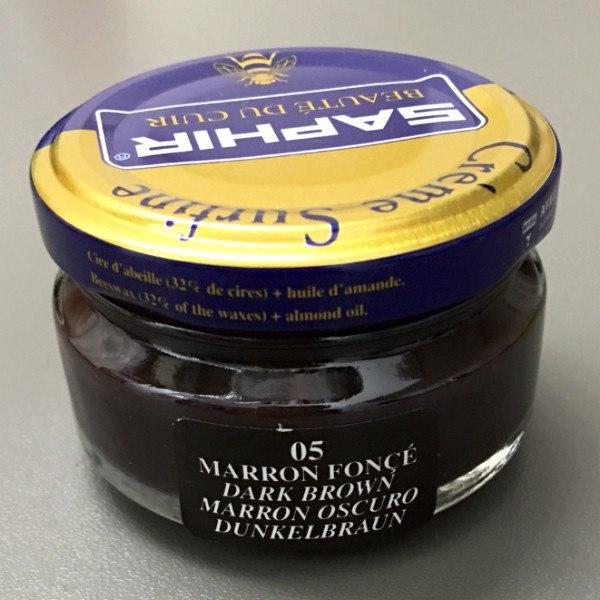 SAPHIR
BEAUTÉ DU CUIR
Crème Surfine
Cire d'abeille (32% de cires) + huile d'amande.
Beeswax (32% of the waxes) + almond oil.
05
MARRON FONÇÉ
DARK BROWN
MARRON OSCURO
DUNKELBRAUN